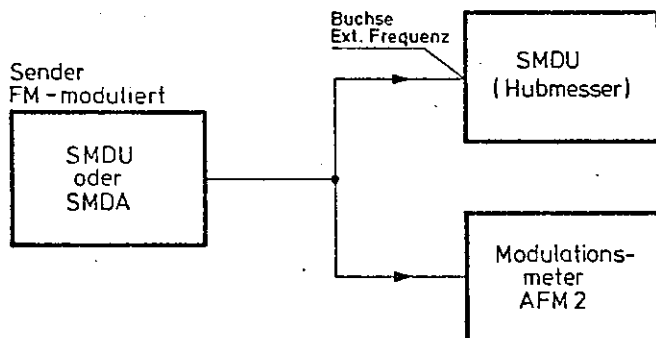 Buchse
Ext. Frequenz
SMDU
(Hubmesser)
Sender
FM-moduliert
SMDU
oder
SMDA
Modulations-
meter
AFM 2